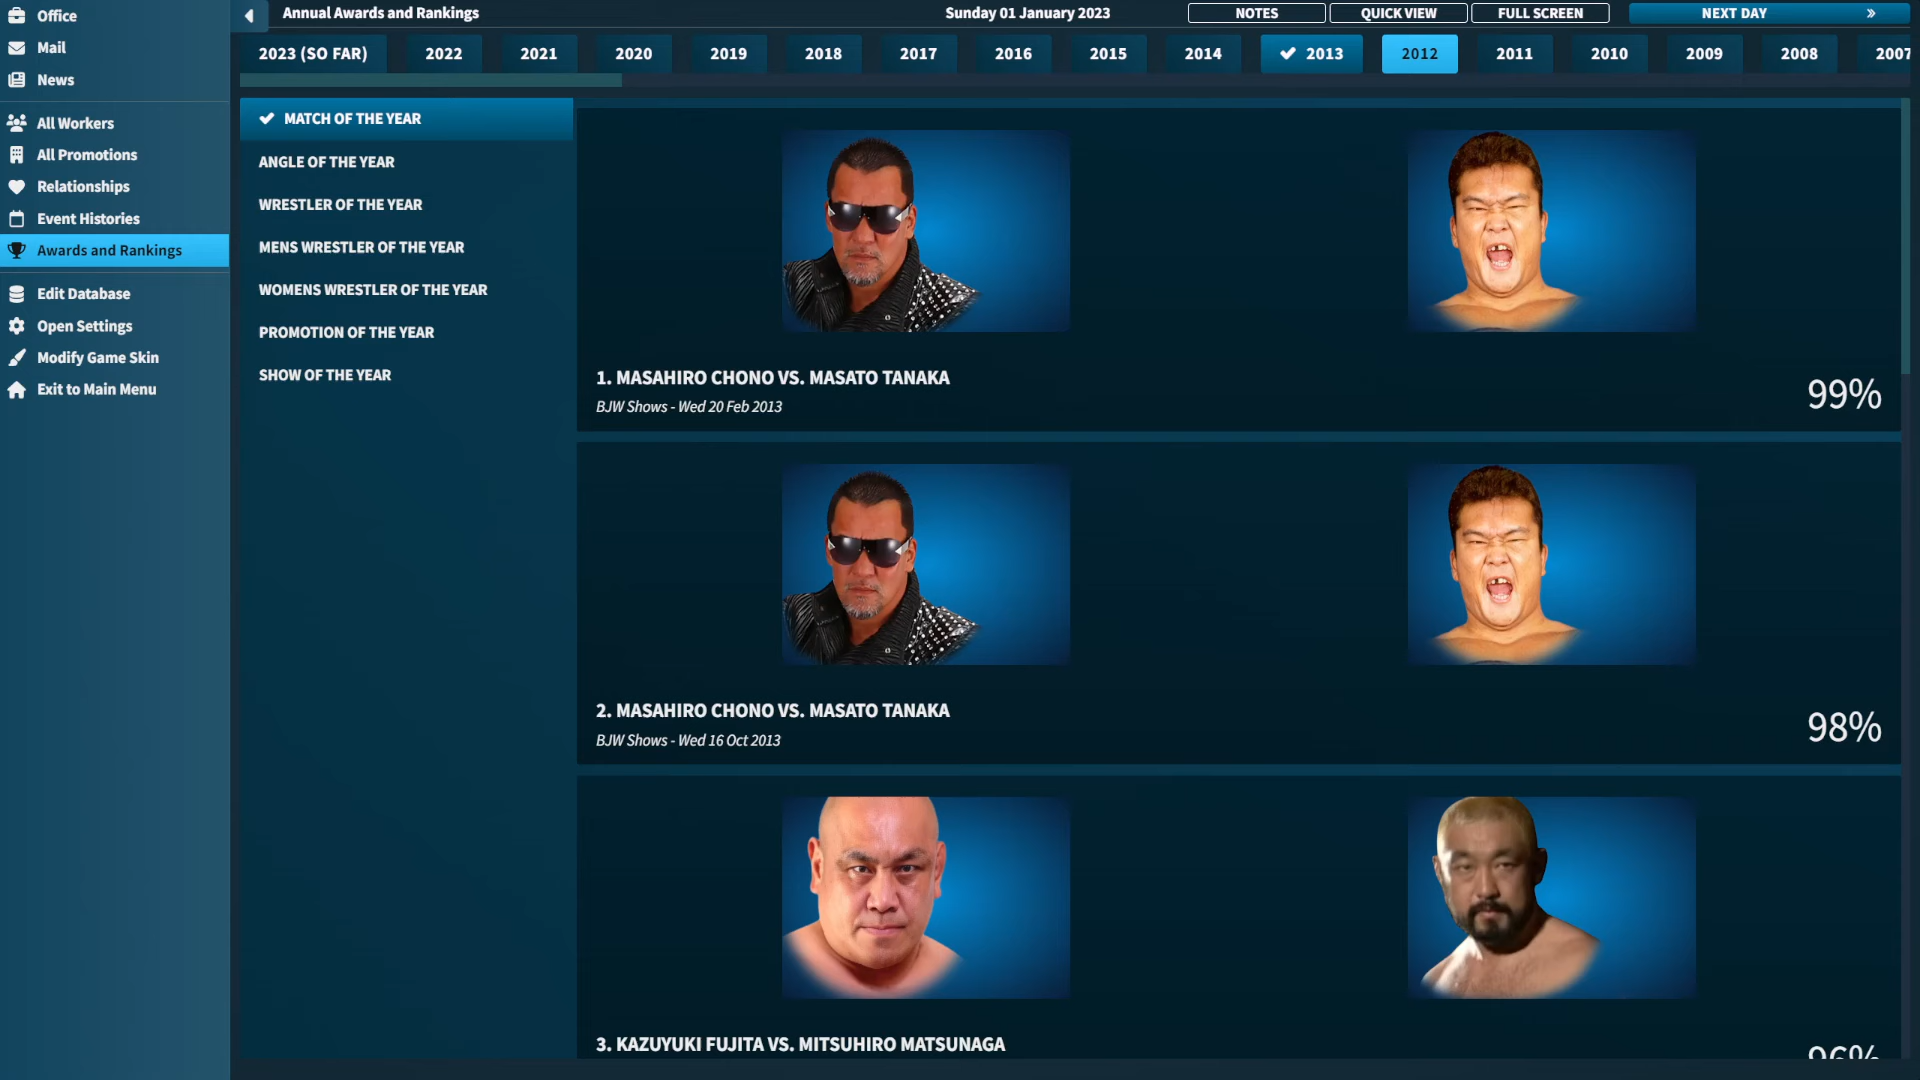 Office
Mail
News
All Workers
All Promotions
Relationships
Event Histories
Awards and Rankings
Edit Database
Open Settings
Modify Game Skin
Exit to Main Menu
Annual Awards and Rankings
Sunday 01 January 2023
NOTES
QUICK VIEW
FULL SCREEN
NEXT DAY
2023 (SO FAR) 2022 2021 2020 2019 2018 2017 2016 2015 2014 2013 2012 2011 2010 2009 2008 2007
MATCH OF THE YEAR
ANGLE OF THE YEAR
WRESTLER OF THE YEAR
MENS WRESTLER OF THE YEAR
WOMENS WRESTLER OF THE YEAR
PROMOTION OF THE YEAR
SHOW OF THE YEAR
1. MASAHIRO CHONO VS. MASATO TANAKA
BJW Shows - Wed 20 Feb 2013
99%
2. MASAHIRO CHONO VS. MASATO TANAKA
BJW Shows - Wed 16 Oct 2013
98%
3. KAZUYUKI FUJITA VS. MITSUHIRO MATSUNAGA
96%